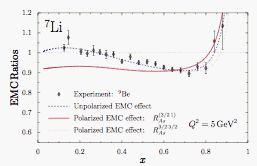 ⁷Li
EMC Ratios
1.2
1.1
1
0.9
0.8
0.7
0.6
Experiment: ⁹Be
Unpolarized EMC effect
Polarized EMC effect:
Polarized EMC effect:
Q² = 5 GeV²
0 0.2 0.4 0.6 0.8 1
x